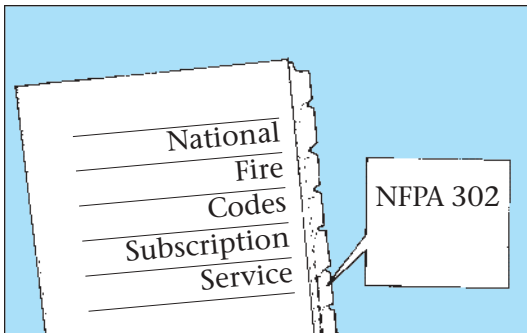 National
Fire
Codes
Subscription
Service
NFPA 302